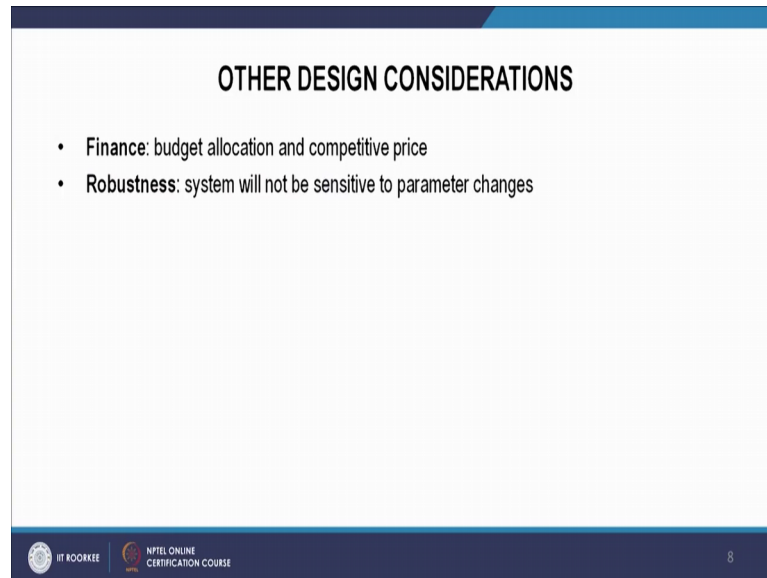 OTHER DESIGN CONSIDERATIONS
• Finance: budget allocation and competitive price
• Robustness: system will not be sensitive to parameter changes
IIT ROORKEE
NPTEL ONLINE
CERTIFICATION COURSE
8